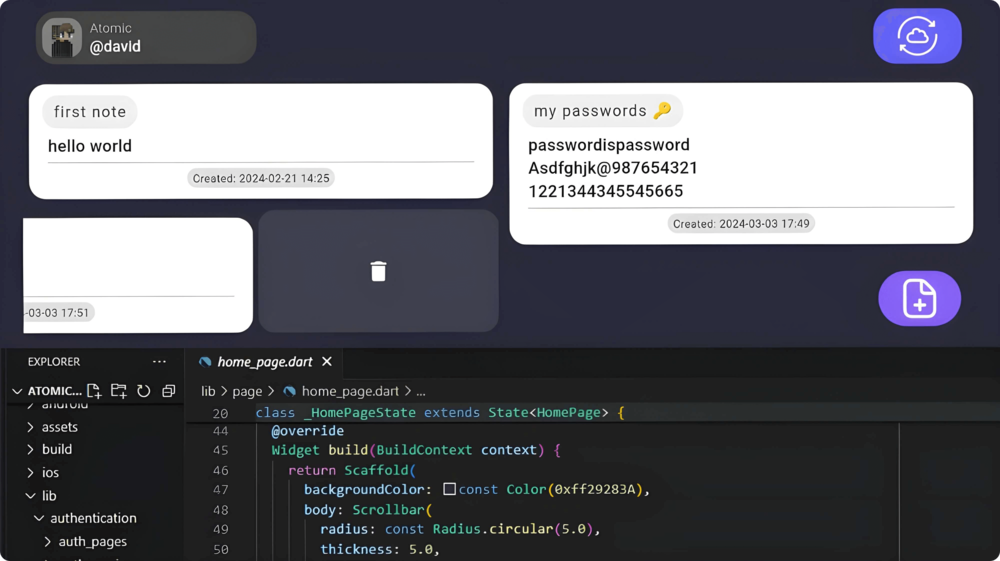 Atomic
@david
first note
hello world
Created: 2024-02-21 14:25
my passwords 🔑
passwordispassword
Asdfghjk@987654321
1221344345545665
Created: 2024-03-03 17:49
-03-03 17:51
EXPLORER ...
home_page.dart
ATOMIC...
lib > page > home_page.dart > ...
android
assets
build
ios
lib
authentication
auth_pages
20 class _HomePageState extends State<HomePage> {
44 @override
45 Widget build(BuildContext context) {
46 return Scaffold(
47 backgroundColor: const Color(0xff29283A),
48 body: Scrollbar(
49 radius: const Radius.circular(5.0),
50 thickness: 5.0,